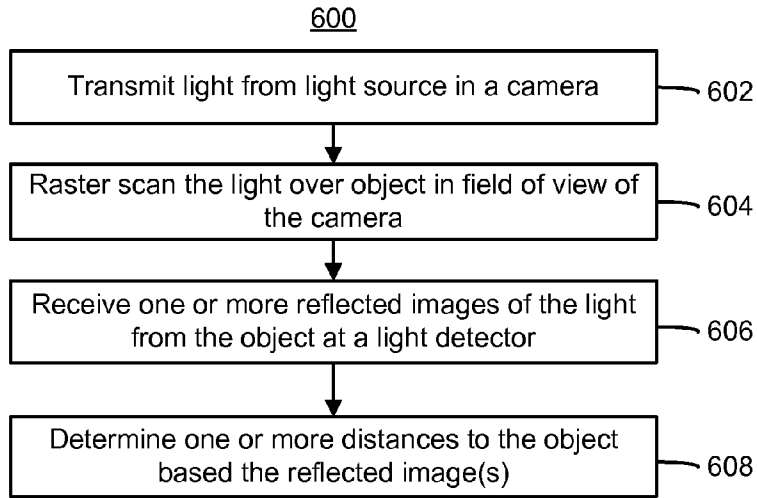 600
Transmit light from light source in a camera
602
Raster scan the light over object in field of view of
the camera
604
Receive one or more reflected images of the light
from the object at a light detector
606
Determine one or more distances to the object
based the reflected image(s)
608